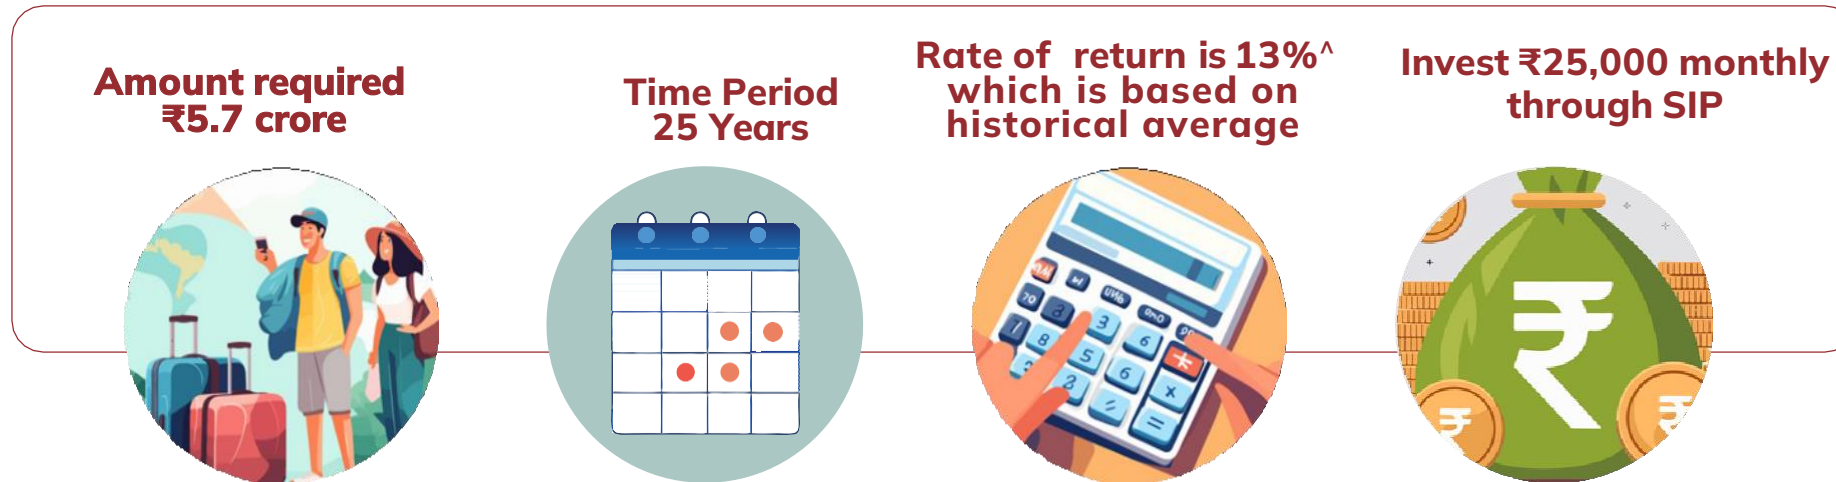 Amount required
₹5.7 crore
Time Period
25 Years
Rate of return is 13%^
which is based on
historical average
Invest ₹25,000 monthly
through SIP